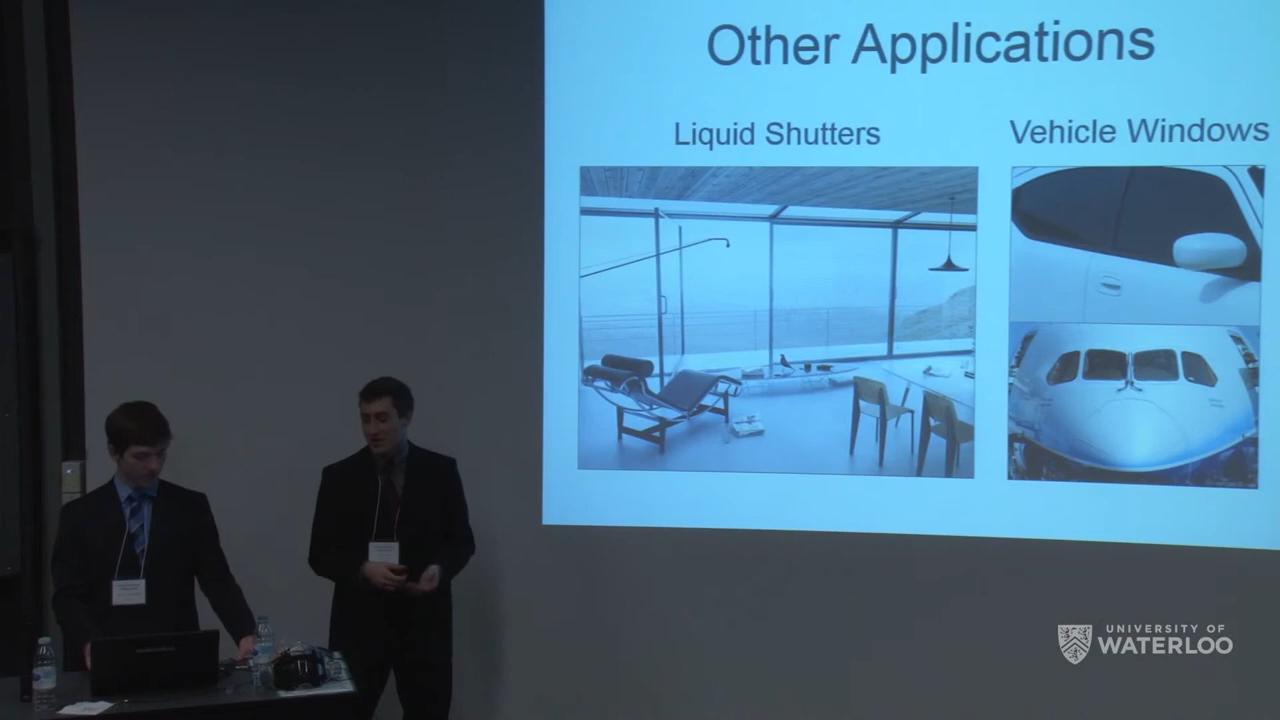 Other Applications
Liquid Shutters
Vehicle Windows
UNIVERSITY OF
WATERLOO